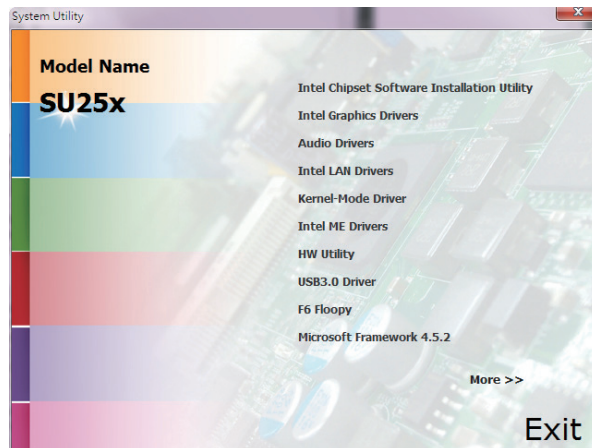 System Utility
Model Name
SU25x
Intel Chipset Software Installation Utility
Intel Graphics Drivers
Audio Drivers
Intel LAN Drivers
Kernel-Mode Driver
Intel ME Drivers
HW Utility
USB3.0 Driver
F6 Floopy
Microsoft Framework 4.5.2
More >>
Exit